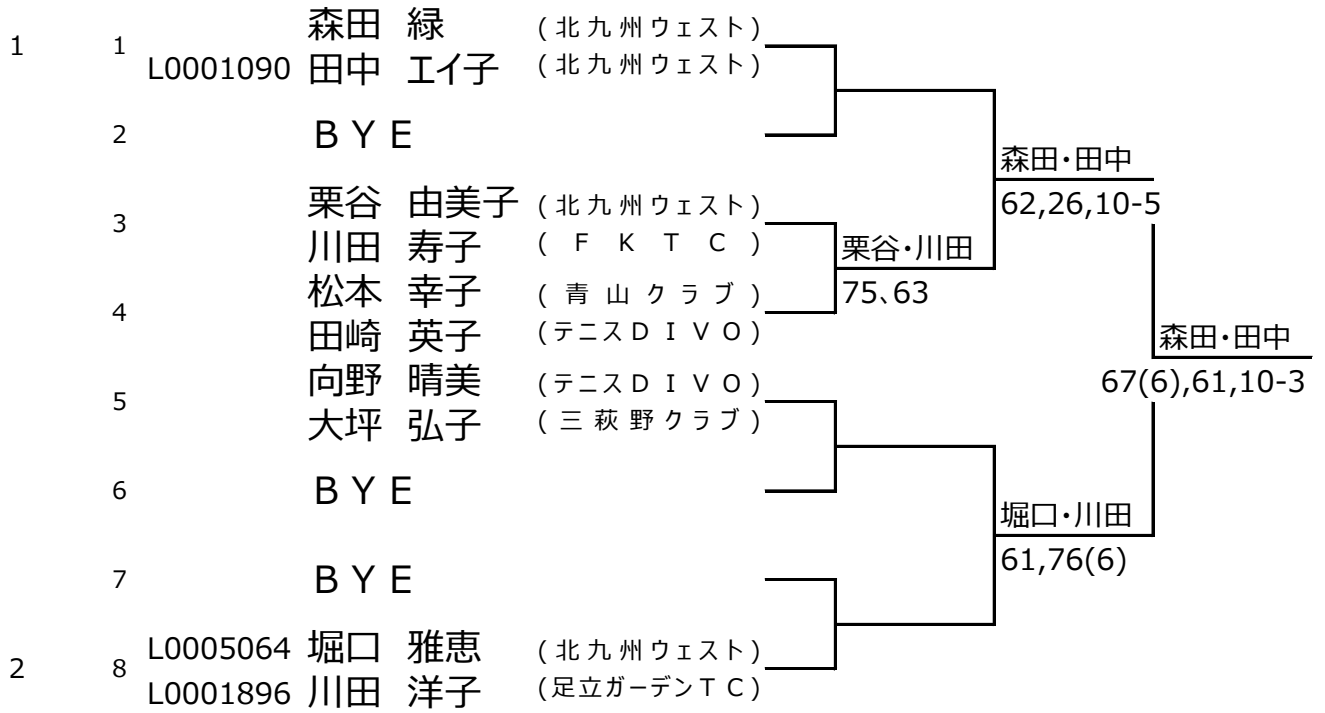 森田 緑 (北九州ウェスト)
1 1
L0001090 田中 エイ子 (北九州ウェスト)
2 BYE
森田・田中
62,26,10-5
栗谷 由美子 (北九州ウェスト)
3
川田 寿子 (FKTC)
栗谷・川田
75、63
松本 幸子 (青山クラブ)
4
田崎 英子 (テニスDIVO)
森田・田中
67(6),61,10-3
向野 晴美 (テニスDIVO)
5
大坪 弘子 (三萩野クラブ)
6 BYE
堀口・川田
61,76(6)
7 BYE
L0005064 堀口 雅恵 (北九州ウェスト)
2 8
L0001896 川田 洋子 (足立ガーデンTC)